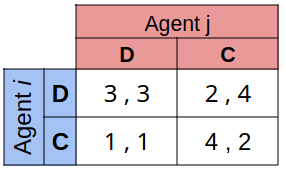 Agent j
D C
Agent i
D 3 , 3 2 , 4
C 1 , 1 4 , 2